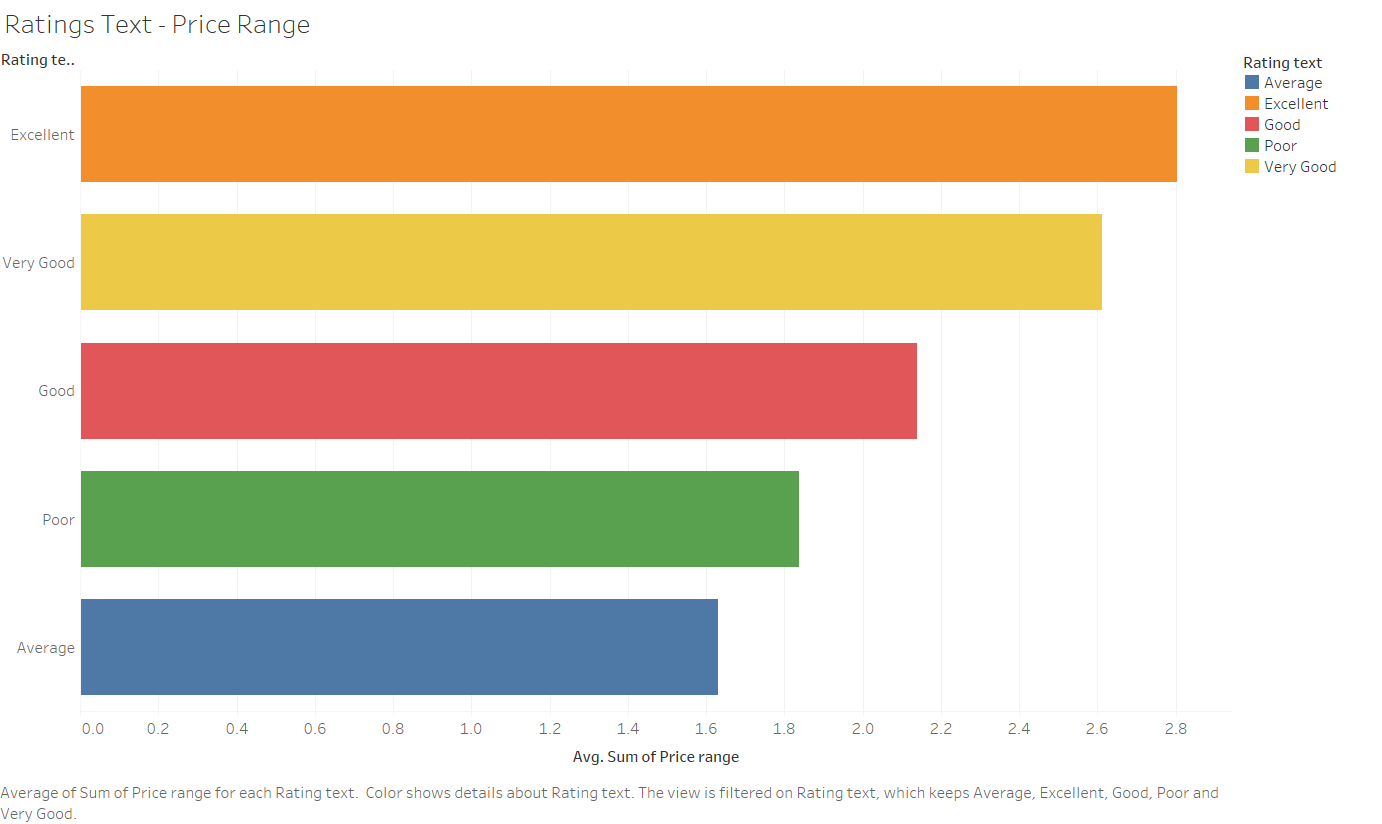 Ratings Text - Price Range
Rating te..
Excellent
Very Good
Good
Poor
Average
0.0 0.2 0.4 0.6 0.8 1.0 1.2 1.4 1.6 1.8 2.0 2.2 2.4 2.6 2.8
Avg. Sum of Price range
Rating text
Average
Excellent
Good
Poor
Very Good
Average of Sum of Price range for each Rating text.  Color shows details about Rating text. The view is filtered on Rating text, which keeps Average, Excellent, Good, Poor and
Very Good.